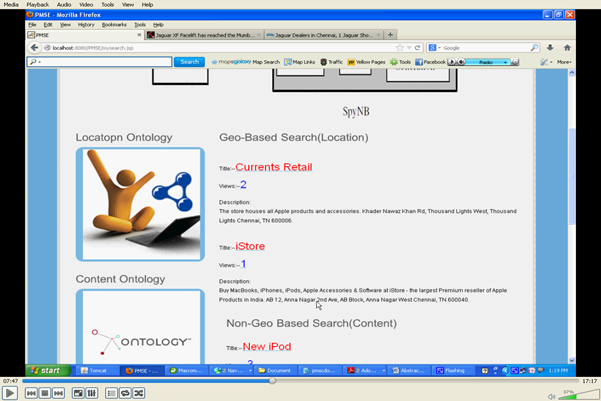 Media Playback Audio Video Tools View Help
PMSE - Mozilla Firefox
File Edit View History Bookmarks Tools Help
PMSE
Jaguar XF Facelift has reached the Mumb...
Jaguar Dealers in Chennai, 1 Jaguar Sho...
localhost:8080/PMSE/mysearch.jsp
Google
Search
mapsgalaxy Map Search
Map Links
Traffic
Yellow Pages
Tools
Facebook
Radio
More
SpyNB
Locatopn Ontology
Geo-Based Search(Location)
Title:--Currents Retail
Views:--2
Description:
The store houses all Apple products and accessories. Khader Nawaz Khan Rd, Thousand Lights West, Thousand
Lights Chennai, TN 600006.
Title:--iStore
Views:--1
Content Ontology
Description:
Buy MacBooks, iPhones, iPods, Apple Accessories & Software at iStore - the largest Premium reseller of Apple
Products in India. AB 12, Anna Nagar 2nd Ave, AB Block, Anna Nagar West Chennai, TN 600040.
Non-Geo Based Search(Content)
ONTOLOGY
Title:--New iPod
start
Tomcat
PMSE - ...
Macrom...
2 Navi...
Document
pmsedo...
2 Ado...
Abstrac...
Flashing
1:19 PM
07:47
17:17
67%